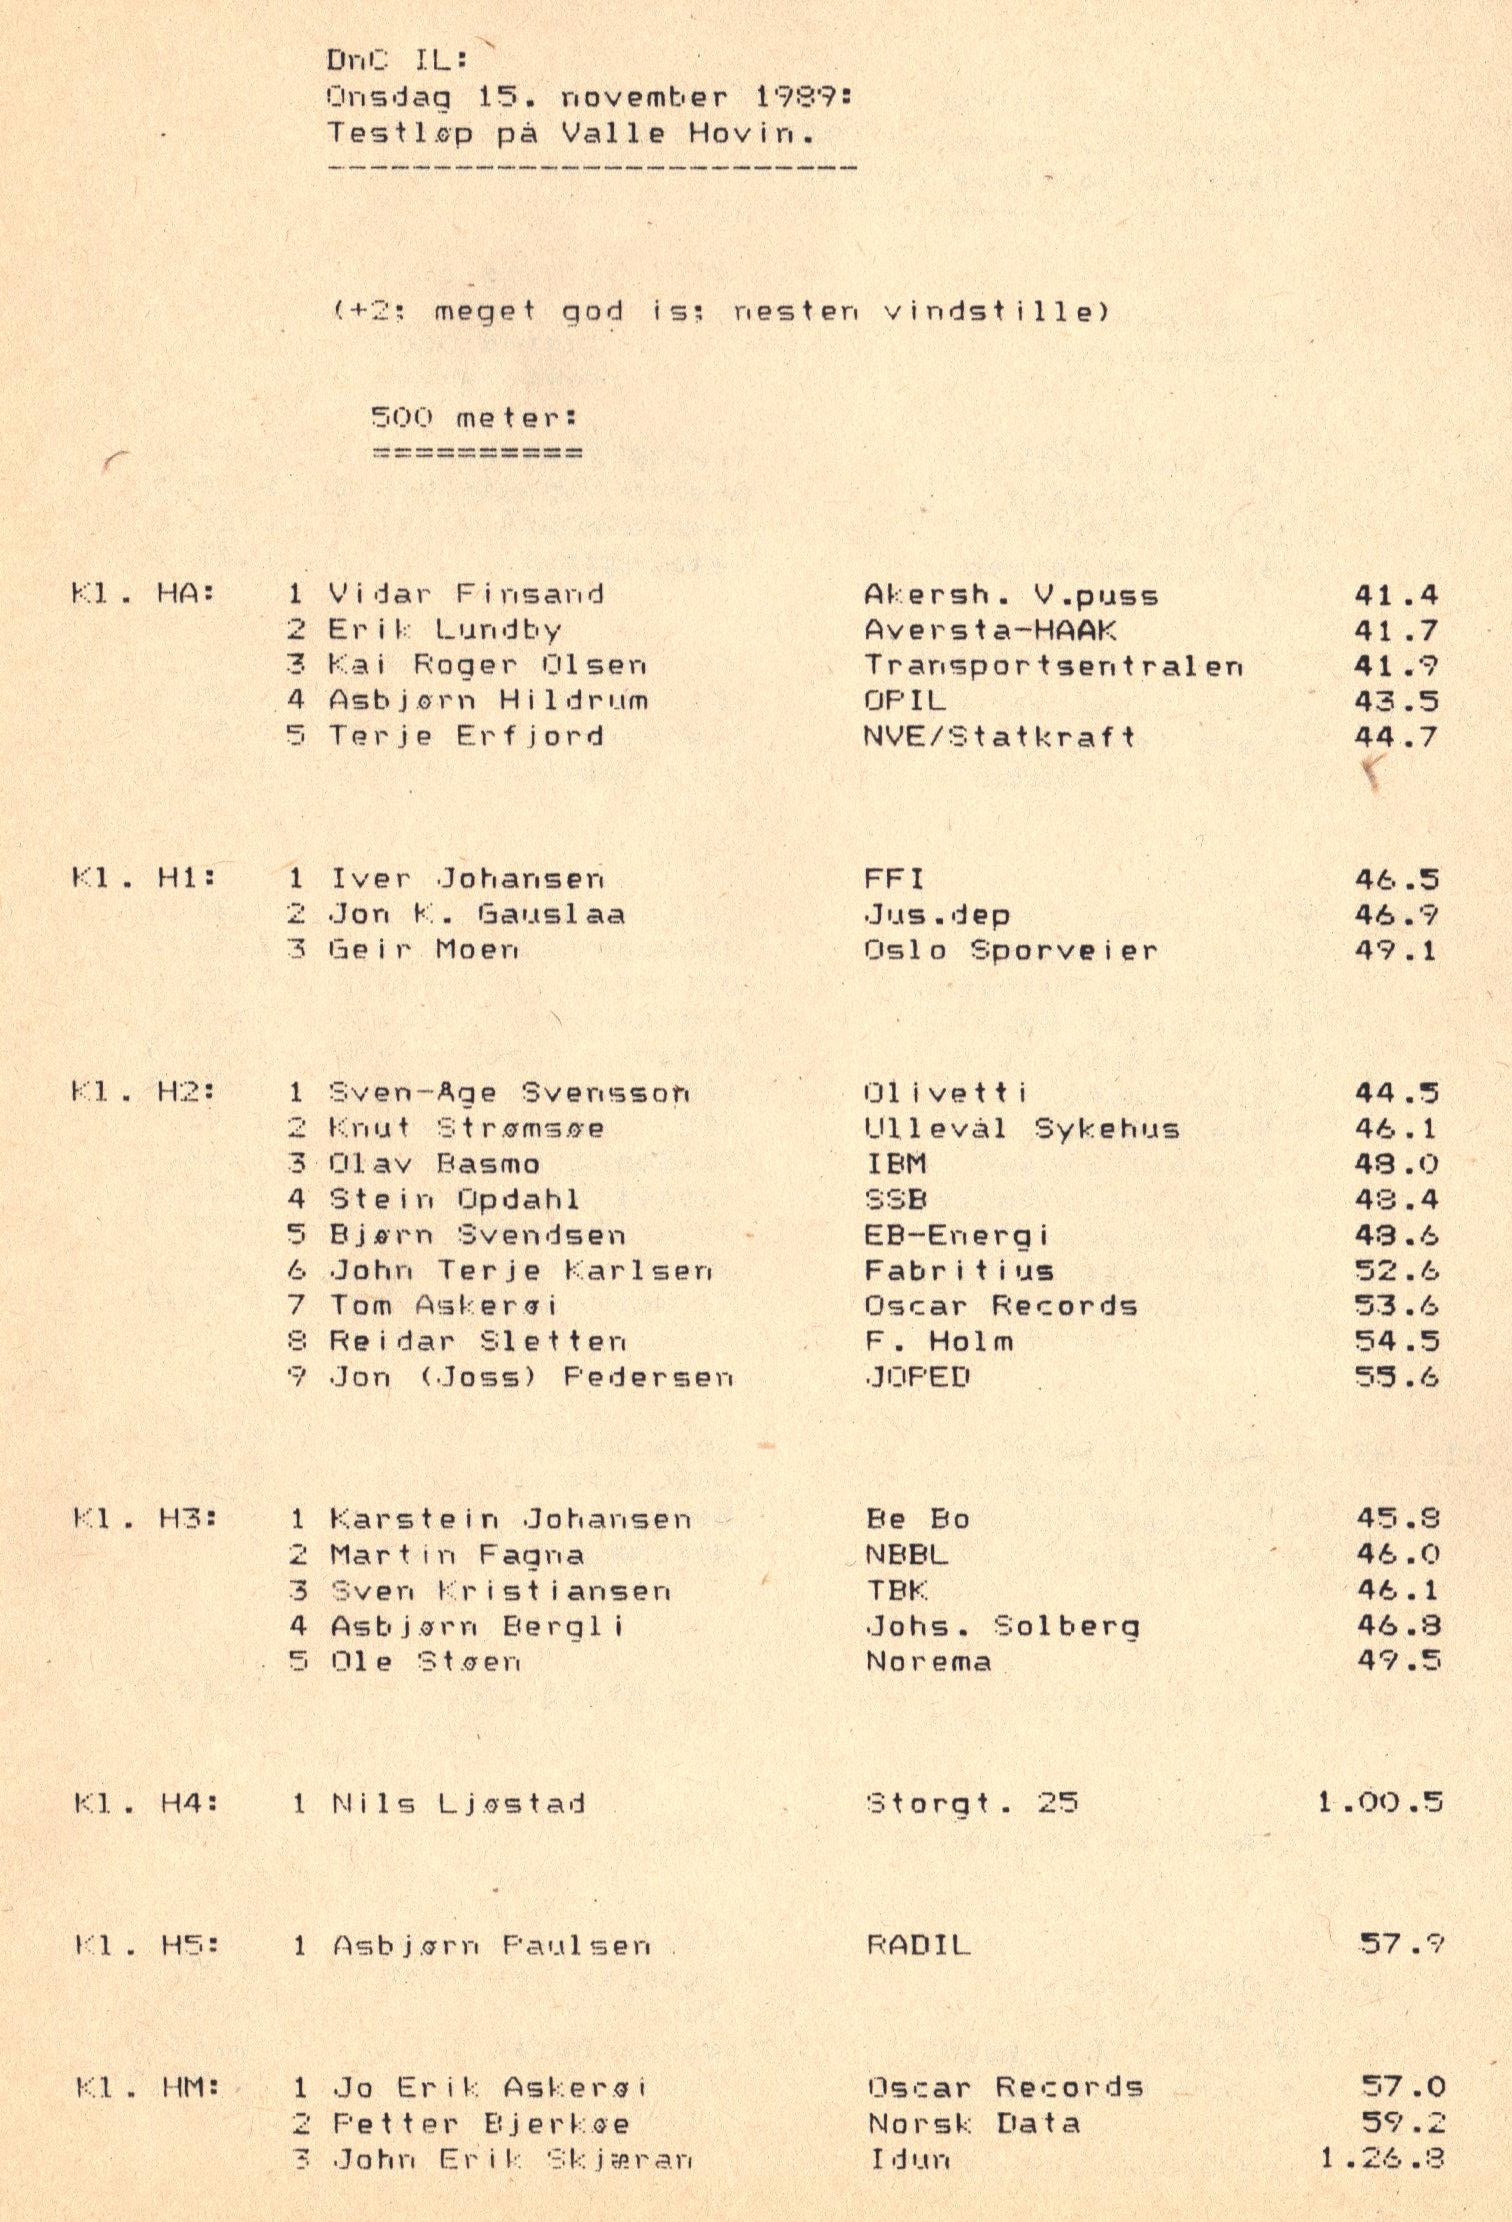 DnC IL:
Onsdag 15. november 1989:
Testløp på Valle Hovin.
-------------------------
(+2; meget god is; nesten vindstille)
500 meter:
==========
Kl. HA: 1 Vidar Finsand Akersh. V.puss 41.4
2 Erik Lundby Aversta-HAAK 41.7
3 Kai Roger Olsen Transportsentralen 41.9
4 Asbjørn Hildrum OPIL 43.5
5 Terje Erfjord NVE/Statkraft 44.7
Kl. H1: 1 Iver Johansen FFI 46.5
2 Jon K. Gauslaa Jus.dep 46.9
3 Geir Moen Oslo Sporveier 49.1
Kl. H2: 1 Sven-Åge Svensson Olivetti 44.5
2 Knut Strømsøe Ullevål Sykehus 46.1
3 Olav Basmo IBM 48.0
4 Stein Opdahl SSB 48.4
5 Bjørn Svendsen EB-Energi 48.6
6 John Terje Karlsen Fabritius 52.6
7 Tom Askerøi Oscar Records 53.6
8 Reidar Sletten F. Holm 54.5
9 Jon (Joss) Pedersen JOPED 55.6
Kl. H3: 1 Karstein Johansen Be Bo 45.8
2 Martin Fagna NBBL 46.0
3 Sven Kristiansen TBK 46.1
4 Asbjørn Bergli Johs. Solberg 46.8
5 Ole Støen Norema 49.5
Kl. H4: 1 Nils Ljøstad Storgt. 25 1.00.5
Kl. H5: 1 Asbjørn Paulsen RADIL 57.9
Kl. HM: 1 Jo Erik Askerøi Oscar Records 57.0
2 Petter Bjerkøe Norsk Data 59.2
3 John Erik Skjæran Idun 1.26.8